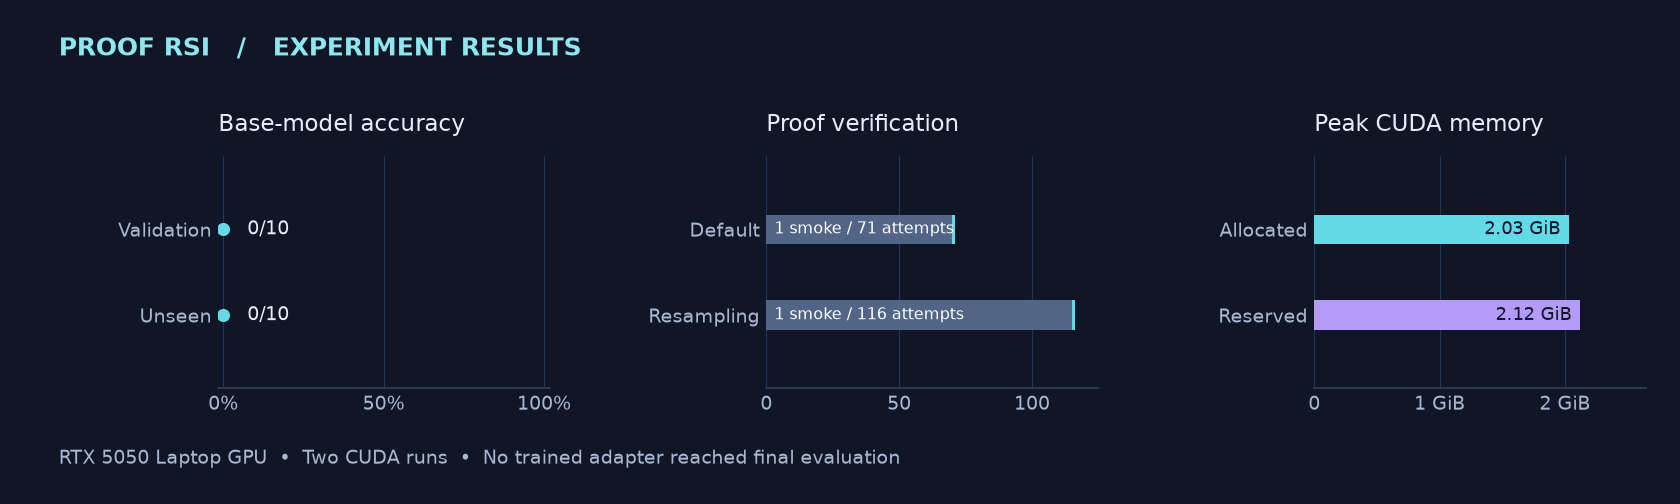 PROOF RSI / EXPERIMENT RESULTS
Base-model accuracy
Validation
0/10
Unseen
0/10
0%
50%
100%
Proof verification
Default
1 smoke / 71 attempts
Resampling
1 smoke / 116 attempts
0
50
100
Peak CUDA memory
Allocated
2.03 GiB
Reserved
2.12 GiB
0
1 GiB
2 GiB
RTX 5050 Laptop GPU • Two CUDA runs • No trained adapter reached final evaluation